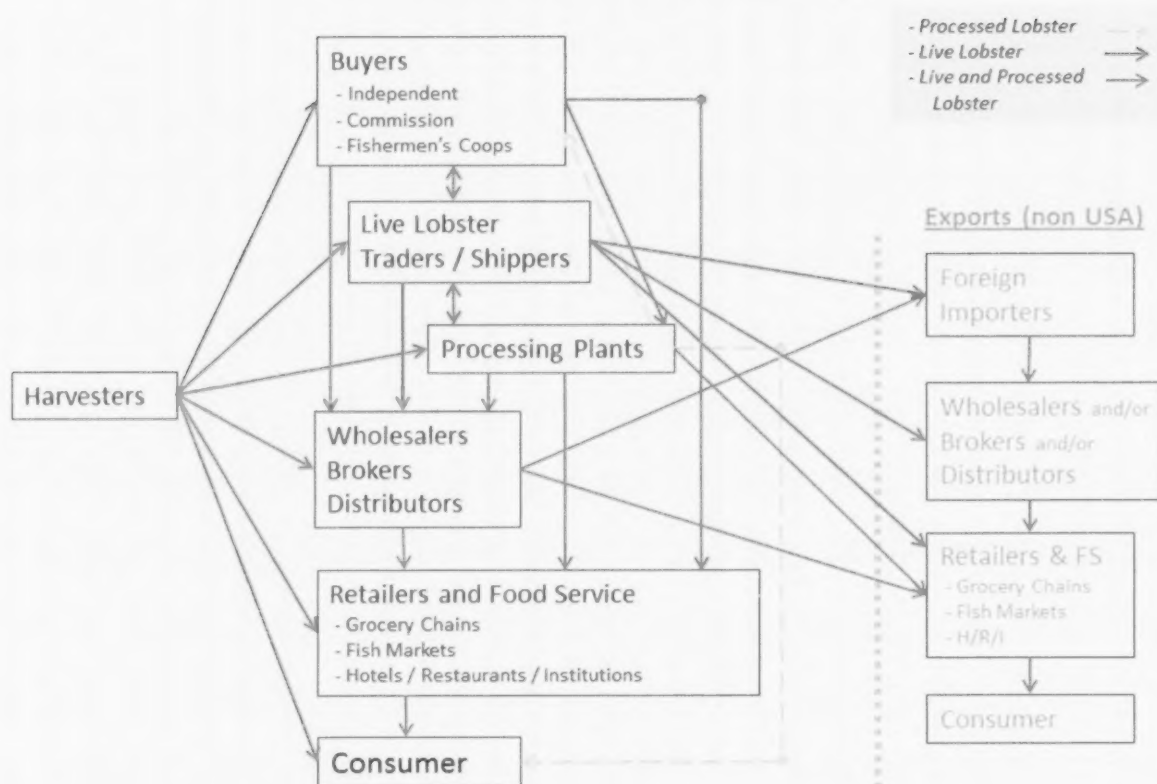 - Processed Lobster
- Live Lobster
- Live and Processed
Lobster
Buyers
- Independent
- Commission
- Fishermen's Coops
Live Lobster
Traders / Shippers
Processing Plants
Harvesters
Wholesalers
Brokers
Distributors
Retailers and Food Service
- Grocery Chains
- Fish Markets
- Hotels / Restaurants / Institutions
Consumer
Exports (non USA)
Foreign
Importers
Wholesalers and/or
Brokers and/or
Distributors
Retailers & FS
- Grocery Chains
- Fish Markets
- H/R/I
Consumer